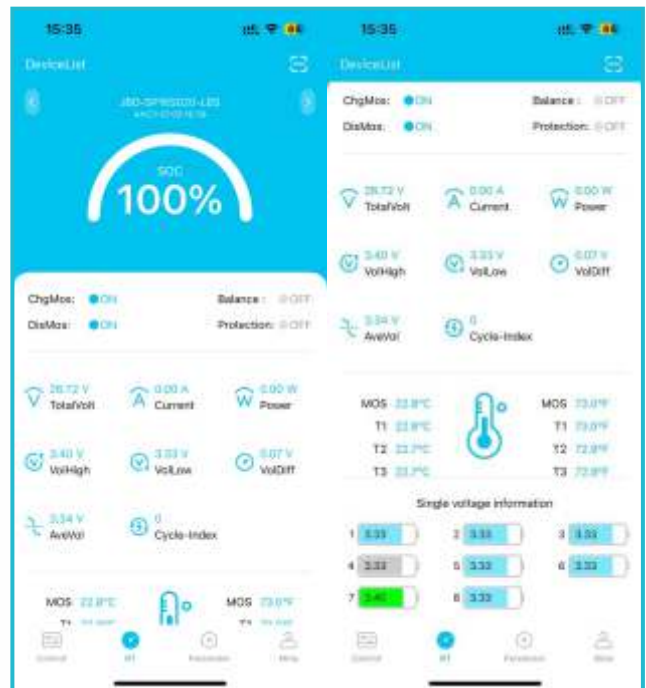 15:35
DeviceList
SOC
100%
ChgMos: ON Balance : OFF
DisMos: ON Protection: OFF
26.72 V 0.00 A 0.00 W
TotalVolt Current Power
3.40 V 3.33 V 0.07 V
VolHigh VolLow VolDiff
3.34 V 0
AveVol Cycle-Index
MOS 22.8°C MOS 73.0°F
Control RT Parameter
15:35
DeviceList
ChgMos: ON Balance : OFF
DisMos: ON Protection: OFF
26.72 V 0.00 A 0.00 W
TotalVolt Current Power
3.40 V 3.33 V 0.07 V
VolHigh VolLow VolDiff
3.34 V 0
AveVol Cycle-Index
MOS 22.8°C MOS 73.0°F
T1 T1 73.0°F
T2 22.7°C T2 72.8°F
T3 22.7°C T3 72.8°F
Single voltage information
1 3.33 2 3.33 3 3.33
4 3.33 5 3.33 6 3.33
7 3.40 8 3.33
Control RT Parameter